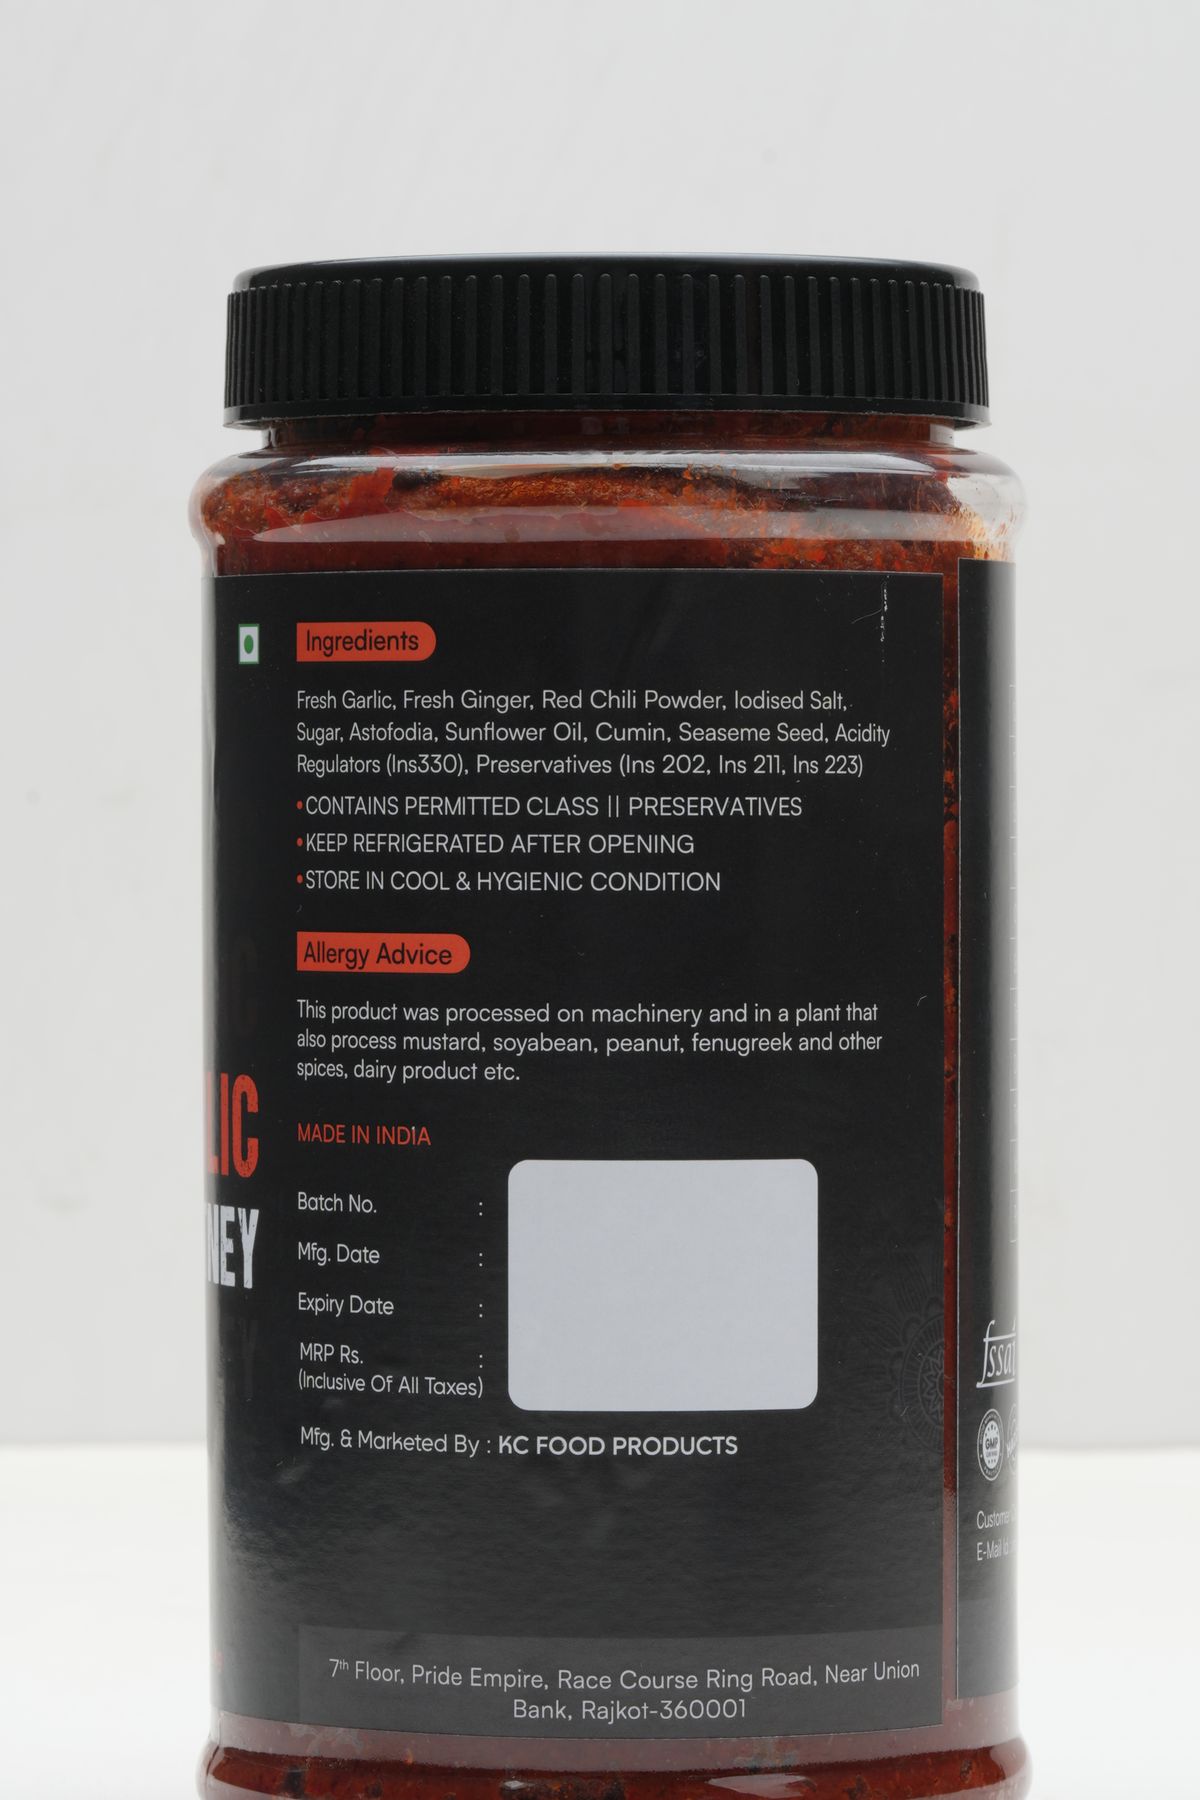 Ingredients
Fresh Garlic, Fresh Ginger, Red Chili Powder, Iodised Salt,
Sugar, Astofodia, Sunflower Oil, Cumin, Seaseme Seed, Acidity
Regulators (Ins330), Preservatives (Ins 202, Ins 211, Ins 223)
•CONTAINS PERMITTED CLASS || PRESERVATIVES
•KEEP REFRIGERATED AFTER OPENING
•STORE IN COOL & HYGIENIC CONDITION
Allergy Advice
This product was processed on machinery and in a plant that
also process mustard, soyabean, peanut, fenugreek and other
spices, dairy product etc.
LIC
NEY
MADE IN INDIA
Batch No. :
Mfg. Date :
Expiry Date :
MRP Rs. :
(Inclusive Of All Taxes)
Mfg. & Marketed By : KC FOOD PRODUCTS
7th Floor, Pride Empire, Race Course Ring Road, Near Union
Bank, Rajkot-360001
fssa
GMP
Custome
E-Mail Id